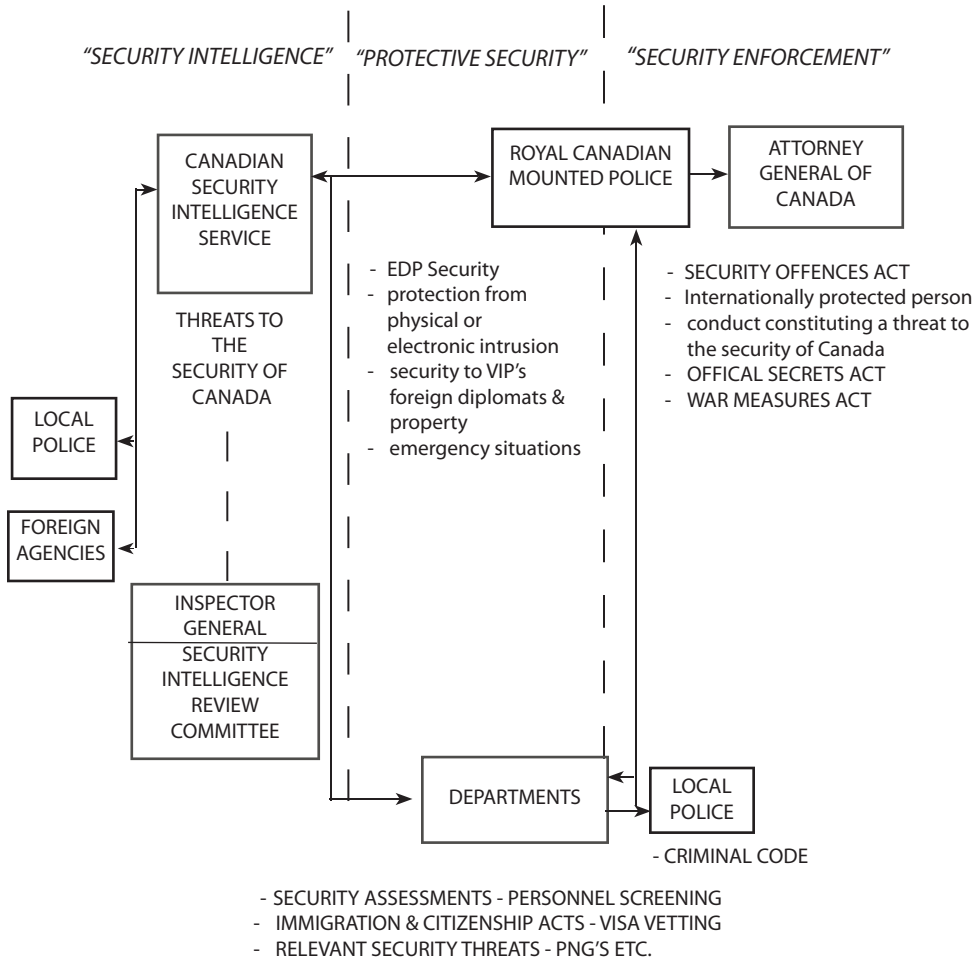 "SECURITY INTELLIGENCE"
"PROTECTIVE SECURITY"
"SECURITY ENFORCEMENT"
CANADIAN
SECURITY
INTELLIGENCE
SERVICE
ROYAL CANADIAN
MOUNTED POLICE
ATTORNEY
GENERAL OF
CANADA
THREATS TO
THE
SECURITY OF
CANADA
- EDP Security
- protection from
physical or
electronic intrusion
- security to VIP's
foreign diplomats &
property
- emergency situations
- SECURITY OFFENCES ACT
- Internationally protected person
- conduct constituting a threat to
the security of Canada
- OFFICAL SECRETS ACT
- WAR MEASURES ACT
LOCAL
POLICE
FOREIGN
AGENCIES
INSPECTOR
GENERAL
SECURITY
INTELLIGENCE
REVIEW
COMMITTEE
DEPARTMENTS
LOCAL
POLICE
- CRIMINAL CODE
- SECURITY ASSESSMENTS - PERSONNEL SCREENING
- IMMIGRATION & CITIZENSHIP ACTS - VISA VETTING
- RELEVANT SECURITY THREATS - PNG'S ETC.